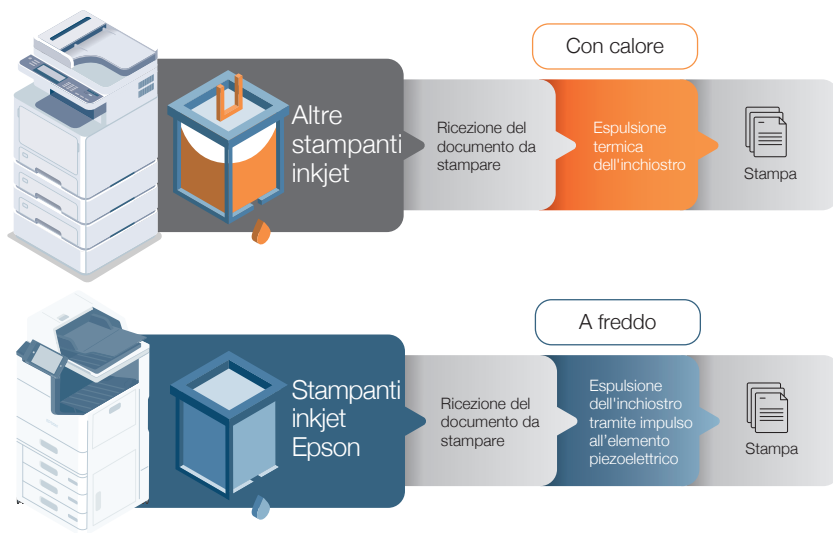 Con calore
Altre
stampanti
inkjet
Ricezione del
documento da
stampare
Espulsione
termica
dell'inchiostro
Stampa
A freddo
Stampanti
inkjet
Epson
Ricezione del
documento da
stampare
Espulsione
dell'inchiostro
tramite impulso
all'elemento
piezoelettrico
Stampa